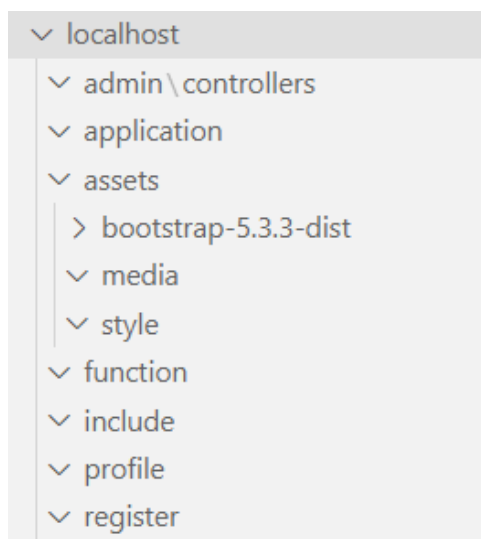 localhost
admin\controllers
application
assets
bootstrap-5.3.3-dist
media
style
function
include
profile
register